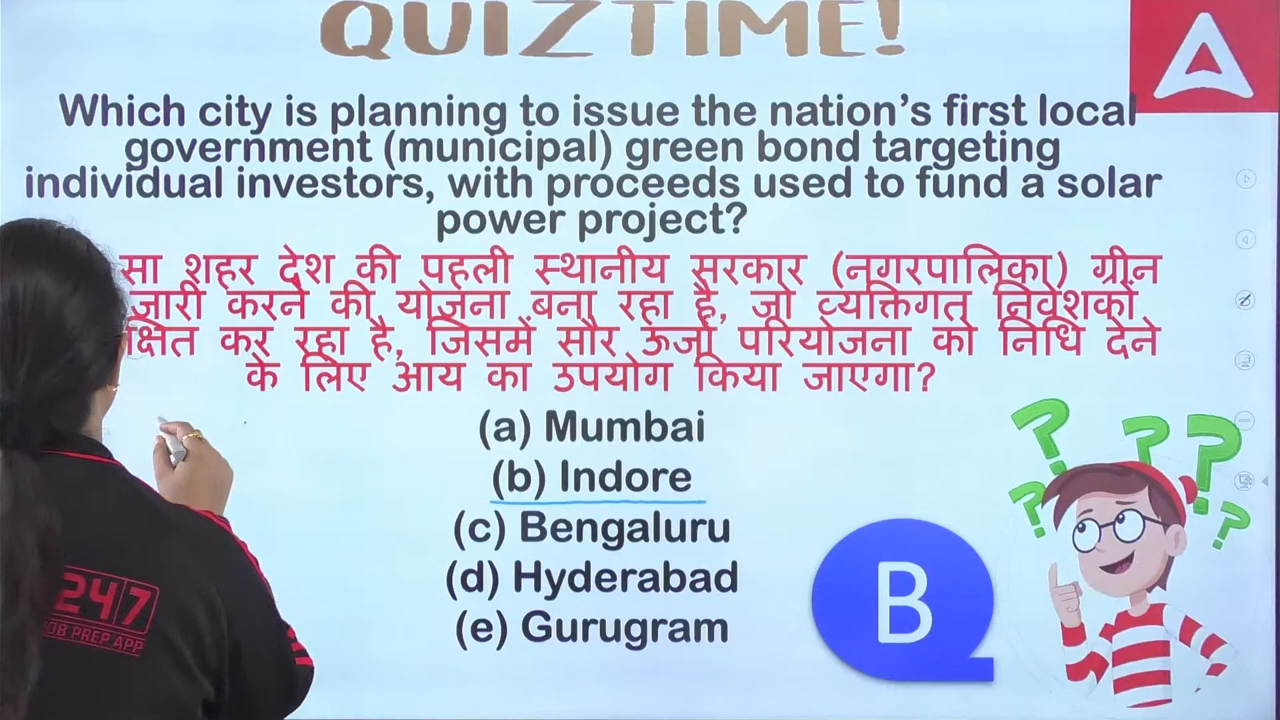 QUIZTIME!
Which city is planning to issue the nation's first local
government (municipal) green bond targeting
individual investors, with proceeds used to fund a solar
power project?
शहर देश की पहली स्थानीय सरकार (नगरपालिका) ग्रीन
जारी करने की योजना बना रहा है, जो व्यक्तिगत निवेशकों
कर रहा है, जिसमें सौर ऊर्जा परियोजना को निधि देने
के लिए आय का उपयोग किया जाएगा?
(a) Mumbai
(b) Indore
(c) Bengaluru
(d) Hyderabad
(e) Gurugram
B
247
JOB PREP APP